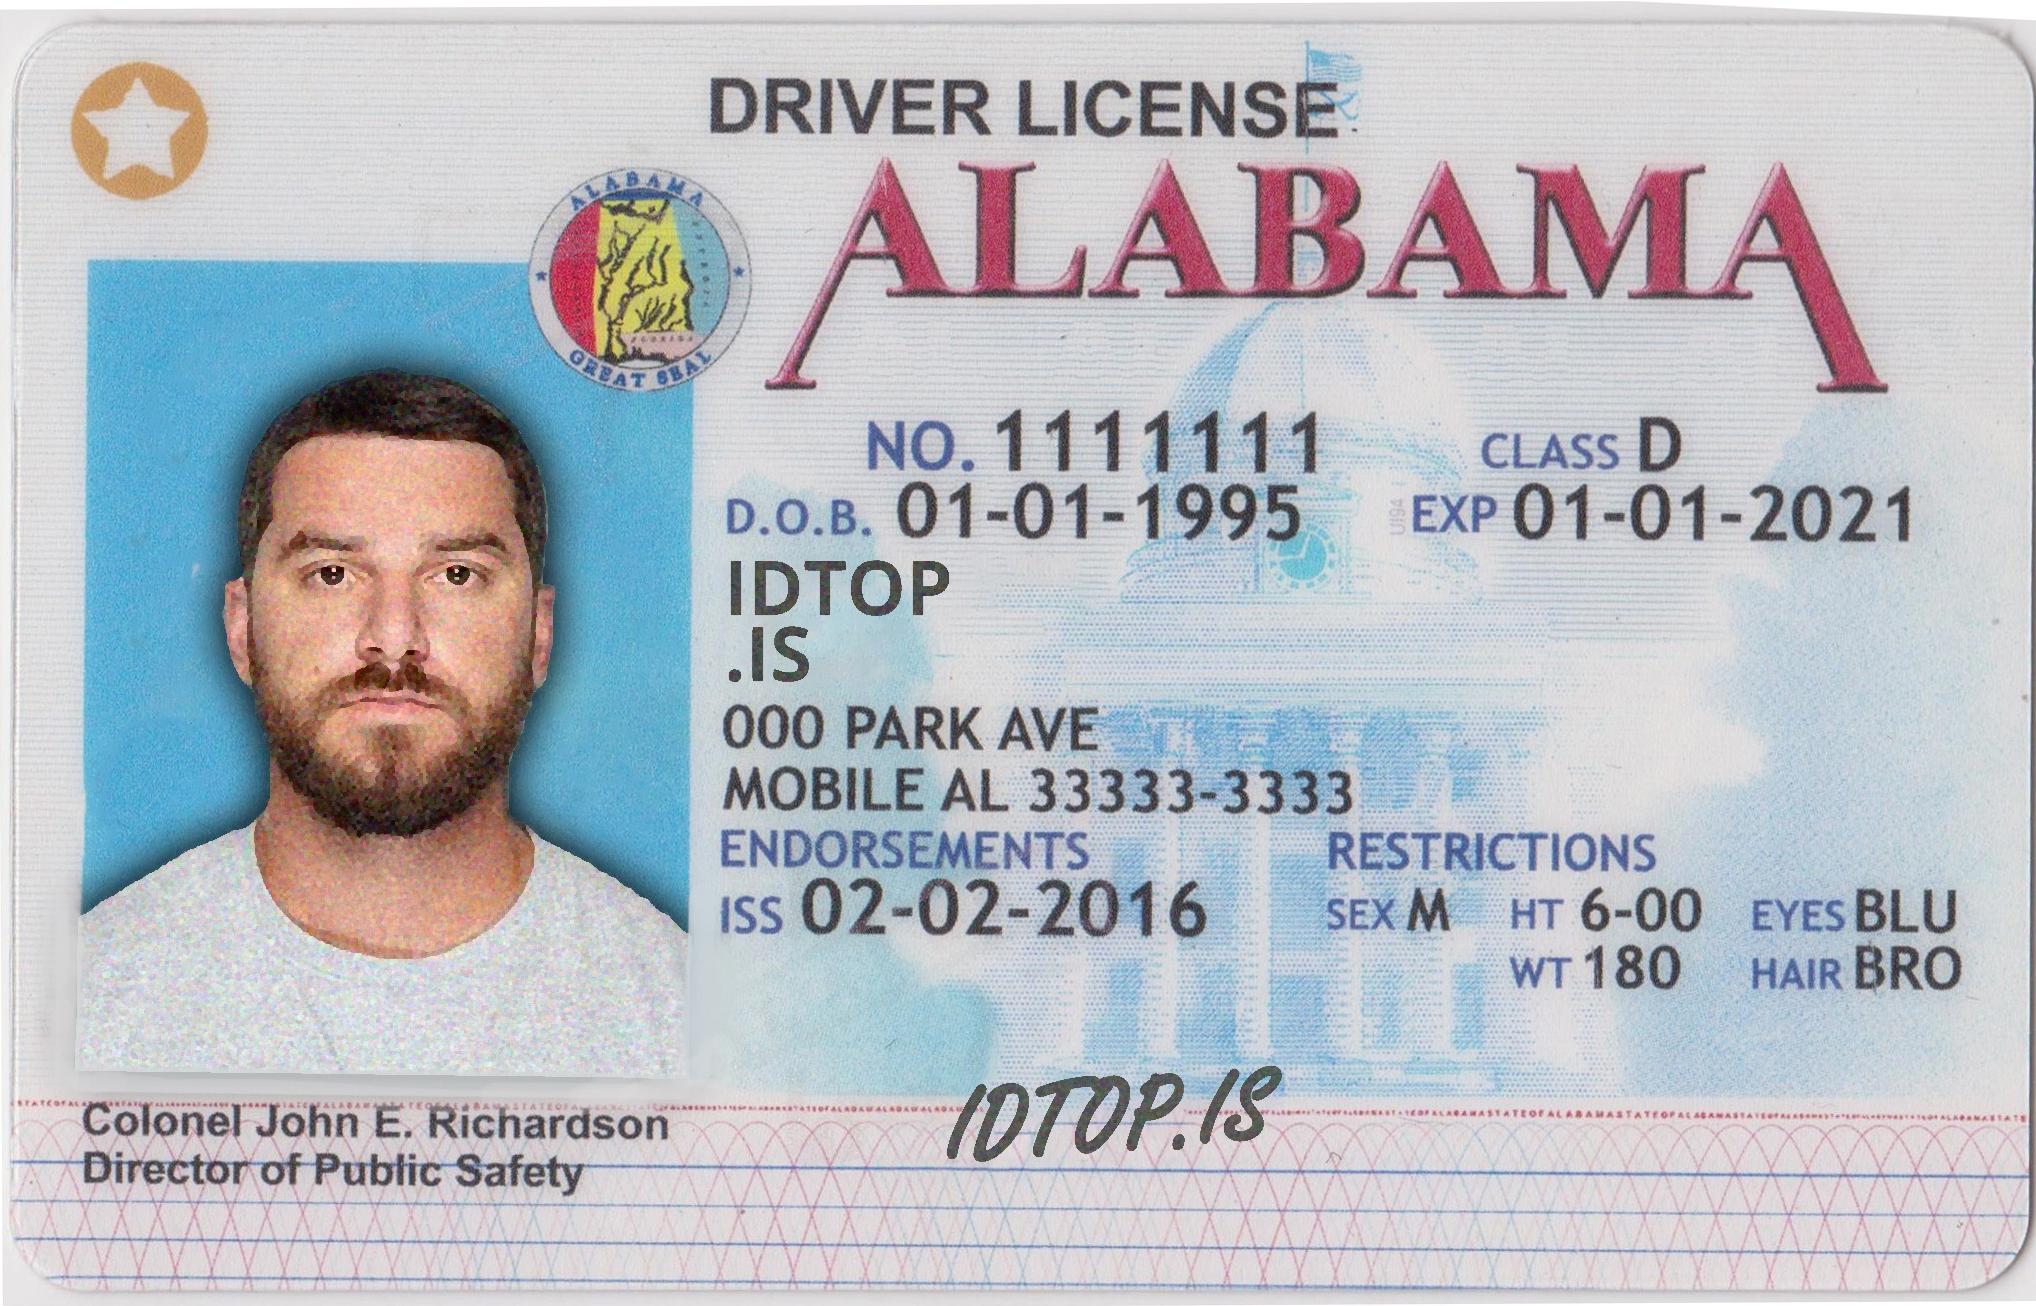 DRIVER LICENSE
ALABAMA
ALABAMA
GREAT SEAL
NO. 1111111 CLASS D
D.O.B. 01-01-1995 EXP 01-01-2021
IDTOP
.IS
000 PARK AVE
MOBILE AL 33333-3333
ENDORSEMENTS RESTRICTIONS
ISS 02-02-2016 SEX M HT 6-00 EYES BLU
WT 180 HAIR BRO
IDTOP.IS
Colonel John E. Richardson
Director of Public Safety